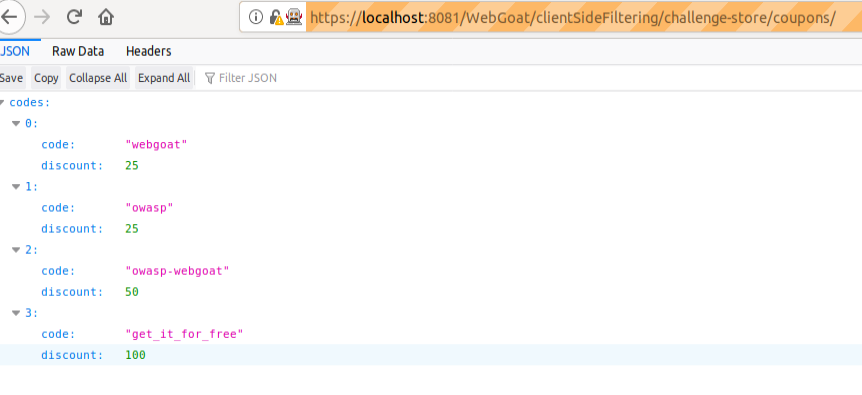 https://localhost:8081/WebGoat/clientSideFiltering/challenge-store/coupons/
JSON Raw Data Headers
Save Copy Collapse All Expand All Filter JSON
codes:
0:
code: "webgoat"
discount: 25
1:
code: "owasp"
discount: 25
2:
code: "owasp-webgoat"
discount: 50
3:
code: "get_it_for_free"
discount: 100